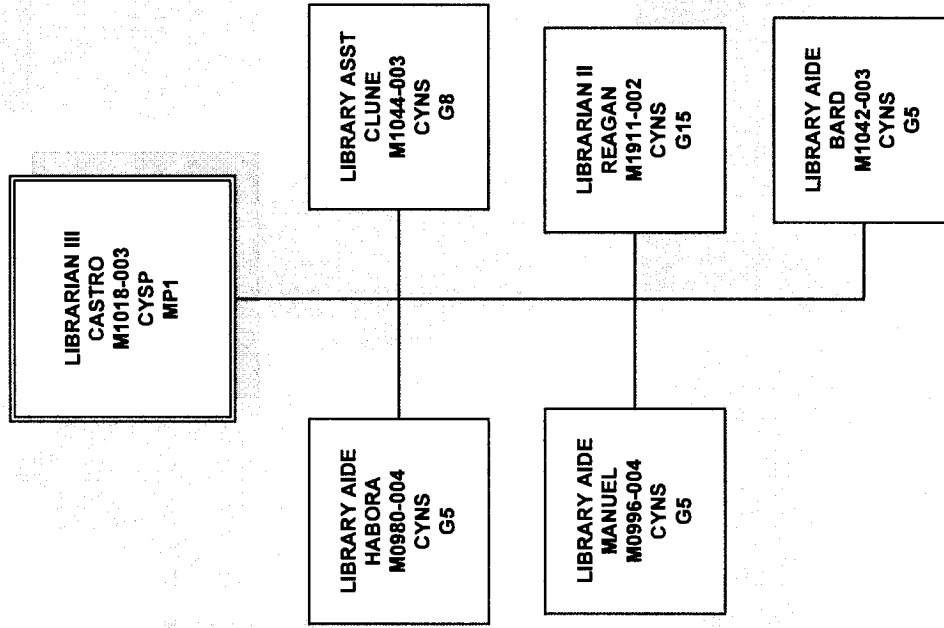 LIBRARIAN III
CASTRO
M1018-003
CYSP
MP1
LIBRARY AIDE
HABORA
M0980-004
CYNS
G5
LIBRARY ASST
CLUNE
M1044-003
CYNS
G8
LIBRARY AIDE
MANUEL
M0996-004
CYNS
G5
LIBRARIAN II
REAGAN
M1911-002
CYNS
G15
LIBRARY AIDE
BARD
M1042-003
CYNS
G5